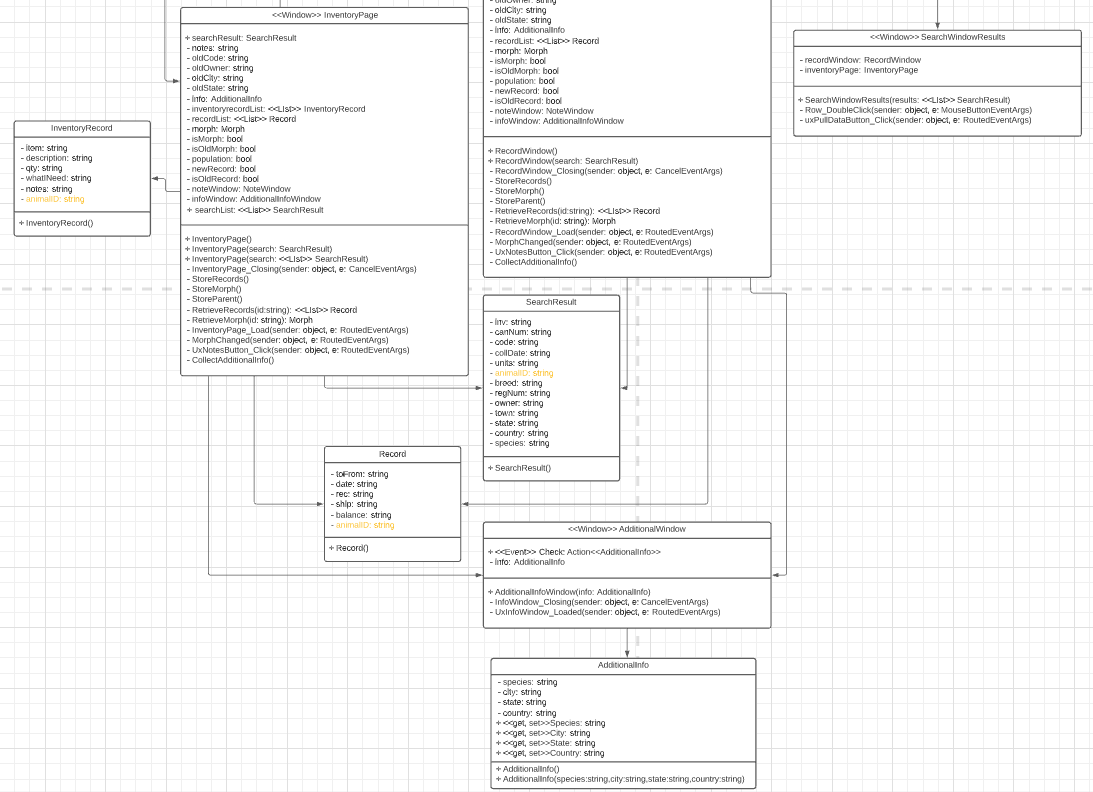 <<Window>> InventoryPage
+ searchResult: SearchResult
- notes: string
- oldCode: string
- oldOwner: string
- oldCity: string
- oldState: string
- info: AdditionalInfo
- inventoryrecordList: <<List>> InventoryRecord
- recordList: <<List>> Record
- morph: Morph
- isMorph: bool
- isOldMorph: bool
- population: bool
- newRecord: bool
- isOldRecord: bool
- noteWindow: NoteWindow
- infoWindow: AdditionalInfoWindow
+ searchList: <<List>> SearchResult
+ InventoryPage()
+ InventoryPage(search: SearchResult)
+ InventoryPage(search: <<List>> SearchResult)
- InventoryPage_Closing(sender: object, e: CancelEventArgs)
- StoreRecords()
- StoreMorph()
- StoreParent()
- RetrieveRecords(id:string): <<List>> Record
- RetrieveMorph(id: string): Morph
- InventoryPage_Load(sender: object, e: RoutedEventArgs)
- MorphChanged(sender: object, e: RoutedEventArgs)
- UxNotesButton_Click(sender: object, e: RoutedEventArgs)
- CollectAdditionalInfo()
- oldOwner: string
- oldCity: string
- oldState: string
- info: AdditionalInfo
- recordList: <<List>> Record
- morph: Morph
- isMorph: bool
- isOldMorph: bool
- population: bool
- newRecord: bool
- isOldRecord: bool
- noteWindow: NoteWindow
- infoWindow: AdditionalInfoWindow
+ RecordWindow()
+ RecordWindow(search: SearchResult)
- RecordWindow_Closing(sender: object, e: CancelEventArgs)
- StoreRecords()
- StoreMorph()
- StoreParent()
- RetrieveRecords(id:string): <<List>> Record
- RetrieveMorph(id: string): Morph
- RecordWindow_Load(sender: object, e: RoutedEventArgs)
- MorphChanged(sender: object, e: RoutedEventArgs)
- UxNotesButton_Click(sender: object, e: RoutedEventArgs)
- CollectAdditionalInfo()
<<Window>> SearchWindowResults
- recordWindow: RecordWindow
- inventoryPage: InventoryPage
+ SearchWindowResults(results: <<List>> SearchResult)
- Row_DoubleClick(sender: object, e: MouseButtonEventArgs)
- uxPullDataButton_Click(sender: object, e: RoutedEventArgs)
InventoryRecord
- item: string
- description: string
- qty: string
- whatINeed: string
- notes: string
- animalID: string
+ InventoryRecord()
SearchResult
- inv: string
- canNum: string
- code: string
- collDate: string
- units: string
- animalID: string
- breed: string
- regNum: string
- owner: string
- town: string
- state: string
- country: string
- species: string
+ SearchResult()
Record
- toFrom: string
- date: string
- rec: string
- ship: string
- balance: string
- animalID: string
+ Record()
<<Window>> AdditionalWindow
+ <<Event>> Check: Action<<AdditionalInfo>>
- info: AdditionalInfo
+ AdditionalInfoWindow(info: AdditionalInfo)
- InfoWindow_Closing(sender: object, e: CancelEventArgs)
- UxInfoWindow_Loaded(sender: object, e: RoutedEventArgs)
AdditionalInfo
- species: string
- city: string
- state: string
- country: string
+ <<get, set>>Species: string
+ <<get, set>>City: string
+ <<get, set>>State: string
+ <<get, set>>Country: string
+ AdditionalInfo()
+ AdditionalInfo(species:string,city:string,state:string,country:string)